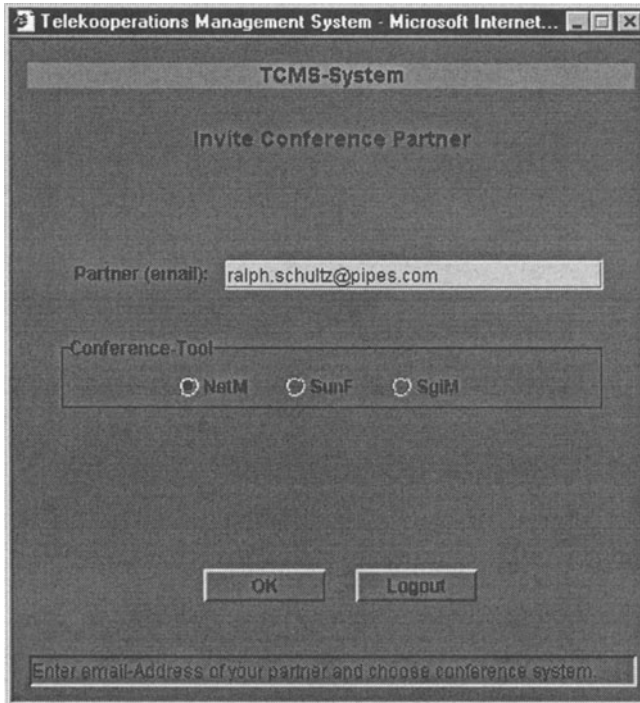 Telekooperations Management System - Microsoft Internet...
TCMS-System
Invite Conference Partner
Partner (email): ralph.schultz@pipes.com
Conference-Tool
NetM SunF SgiM
OK Logout
Enter email-Address of your partner and choose conference system.